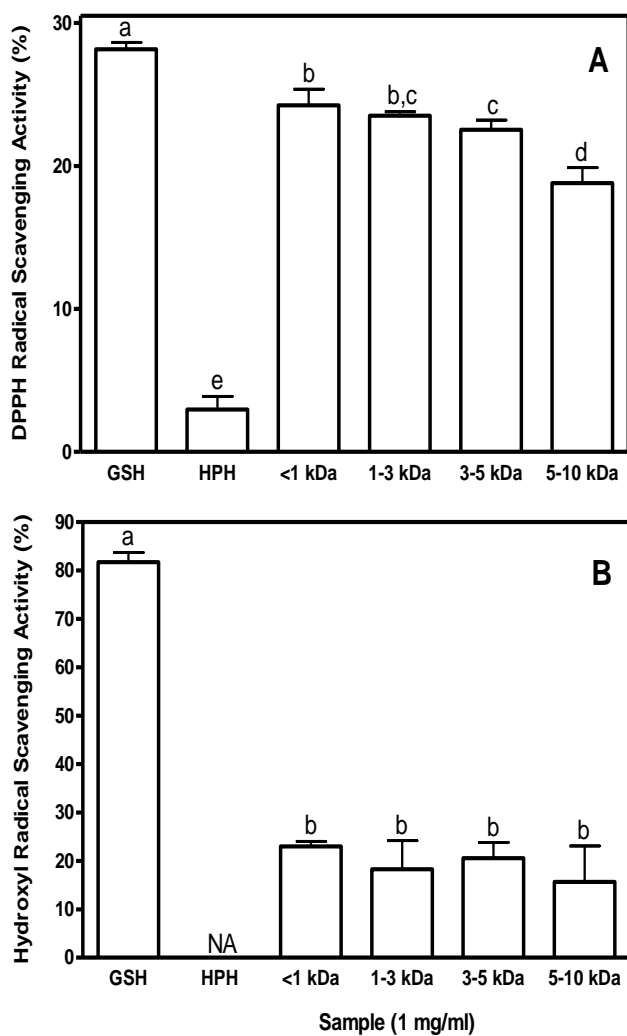 DPPH Radical Scavenging Activity (%)
30
20
10
0
a
e
b
b,c
c
d
A
GSH HPH <1 kDa 1-3 kDa 3-5 kDa 5-10 kDa
Hydroxyl Radical Scavenging Activity (%)
90
80
70
60
50
40
30
20
10
0
a
NA
b
b
b
b
B
GSH HPH <1 kDa 1-3 kDa 3-5 kDa 5-10 kDa
Sample (1 mg/ml)